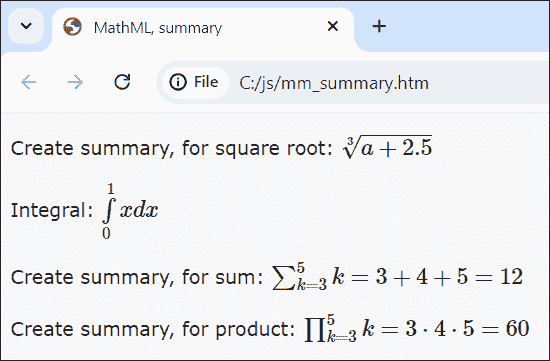 MathML, summary
File C:/js/mm_summary.htm
Create summary, for square root: ∛(a + 2.5)
Integral: ∫₀¹ xdx
Create summary, for sum: ∑ₖ₌₃⁵ k = 3 + 4 + 5 = 12
Create summary, for product: ∏ₖ₌₃⁵ k = 3 · 4 · 5 = 60